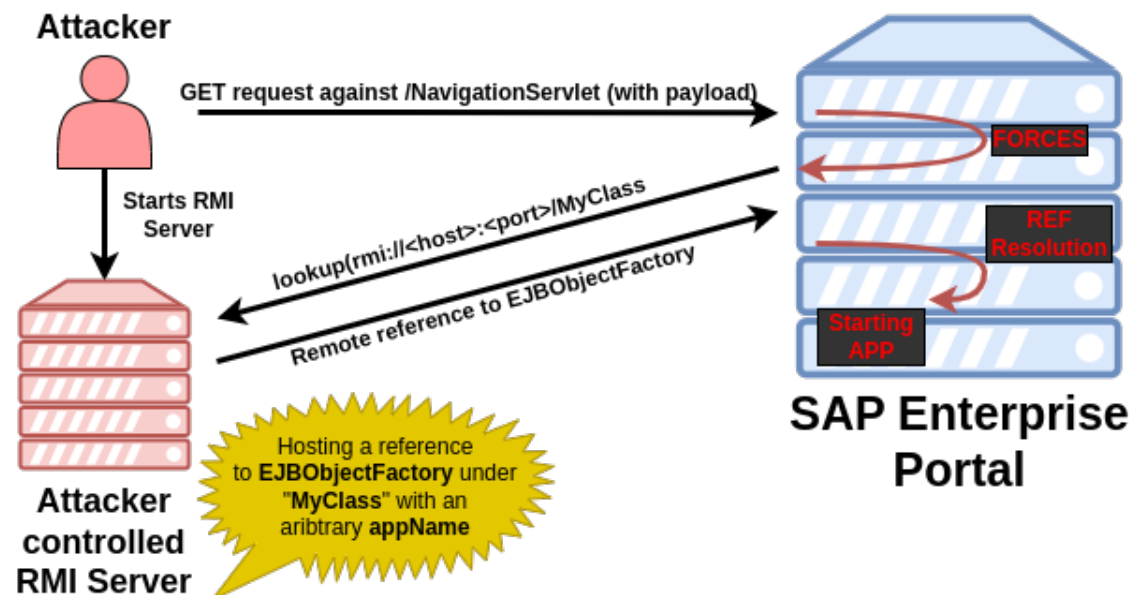 Attacker
GET request against /NavigationServlet (with payload)
FORCES
Starts RMI
Server
lookup(rmi://<host>:<port>/MyClass
REF
Resolution
Remote reference to EJBObjectFactory
Starting
APP
SAP Enterprise
Portal
Hosting a reference
to EJBObjectFactory under
"MyClass" with an
aribtrary appName
Attacker
controlled
RMI Server